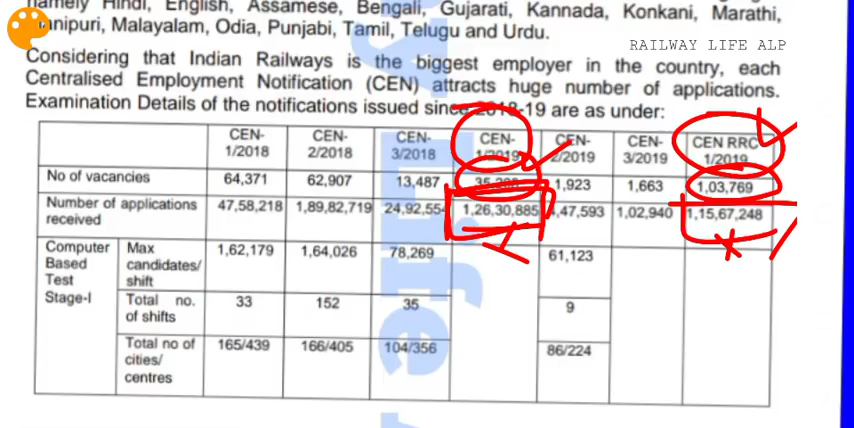 namely Hindi, English, Assamese, Bengali, Gujarati, Kannada, Konkani, Marathi,
Manipuri, Malayalam, Odia, Punjabi, Tamil, Telugu and Urdu.
RAILWAY LIFE ALP
Considering that Indian Railways is the biggest employer in the country, each
Centralised Employment Notification (CEN) attracts huge number of applications.
Examination Details of the notifications issued since 2018-19 are as under:
CEN- CEN- CEN- CEN- CEN- CEN- CEN RRC
1/2018 2/2018 3/2018 1/2019 2/2019 3/2019 1/2019
No of vacancies 64,371 62,907 13,487 1,923 1,663 1,03,769
Number of applications 47,58,218 1,89,82,719 24,92,554 1,26,30,885 ,47,593 1,02,940 1,15,67,248
received
Computer Max 1,62,179 1,64,026 78,269 61,123
Based candidates/
Test shift
Stage-I Total no. 33 152 35 9
of shifts
Total no of 165/439 166/405 104/356 86/224
cities/
centres